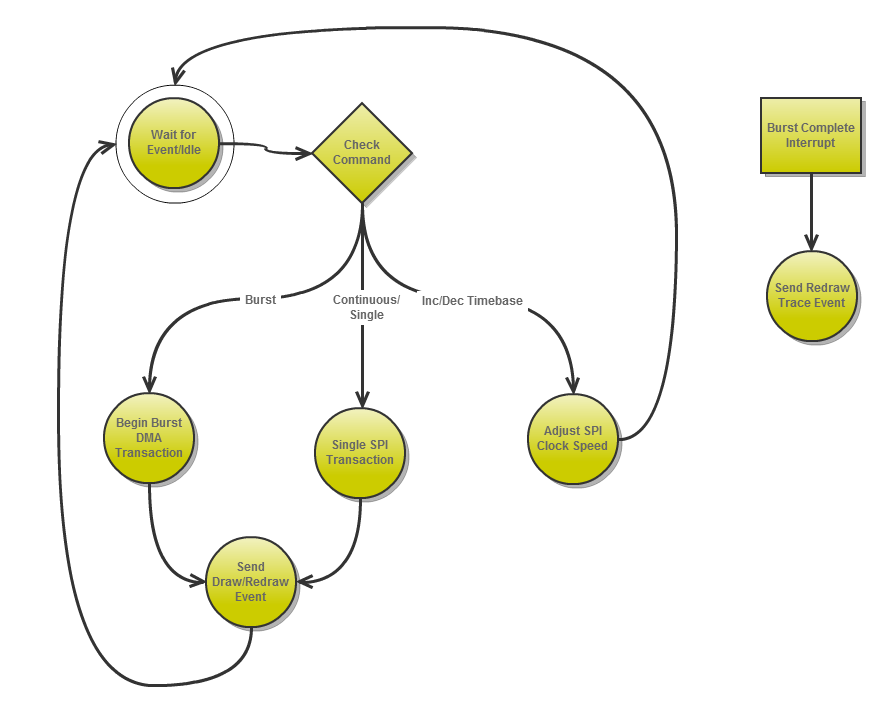 Wait for
Event/Idle
Check
Command
Burst Complete
Interrupt
Send Redraw
Trace Event
Burst
Continuous/
Single
Inc/Dec Timebase
Begin Burst
DMA
Transaction
Single SPI
Transaction
Adjust SPI
Clock Speed
Send
Draw/Redraw
Event